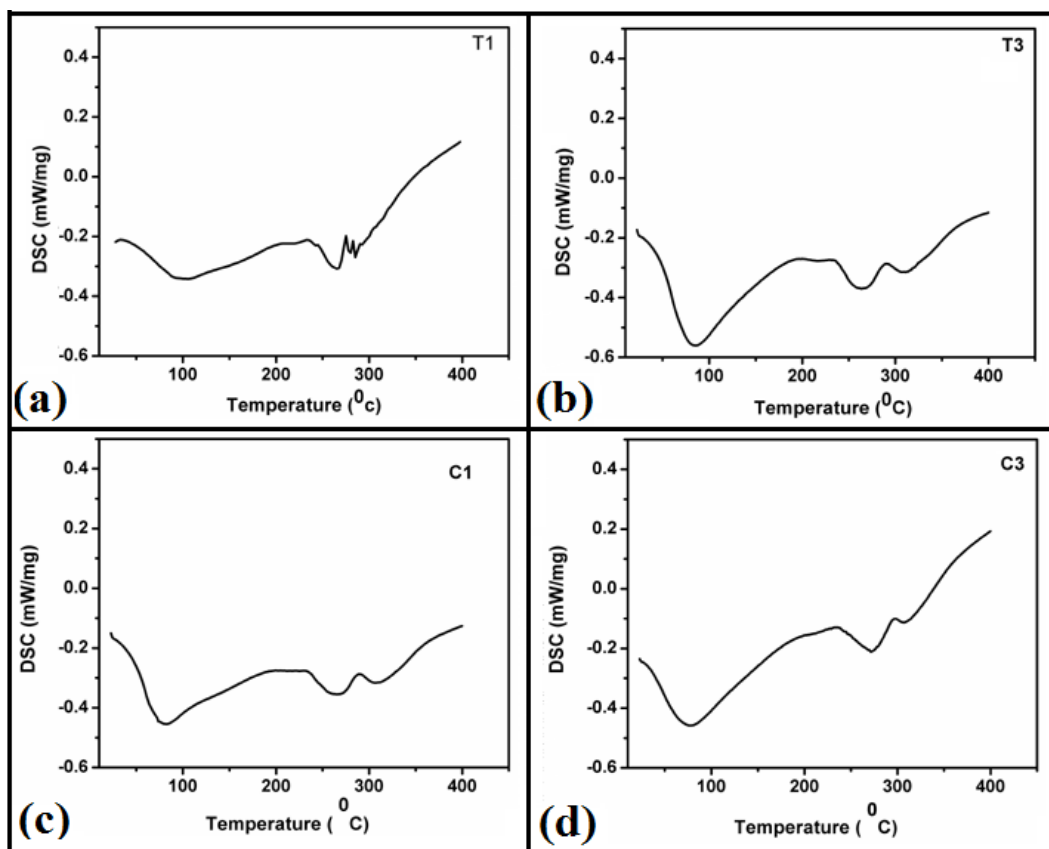 T1
0.4
0.2
0.0
-0.2
-0.4
-0.6
DSC (mW/mg)
100 200 300 400
Temperature (⁰c)
(a)
T3
0.4
0.2
0.0
-0.2
-0.4
-0.6
DSC (mW/mg)
100 200 300 400
Temperature (⁰C)
(b)
C1
0.4
0.2
0.0
-0.2
-0.4
-0.6
DSC (mW/mg)
100 200 300 400
Temperature ( ⁰ C)
(c)
C3
0.4
0.2
0.0
-0.2
-0.4
-0.6
DSC (mW/mg)
100 200 300 400
Temperature ( ⁰ C)
(d)